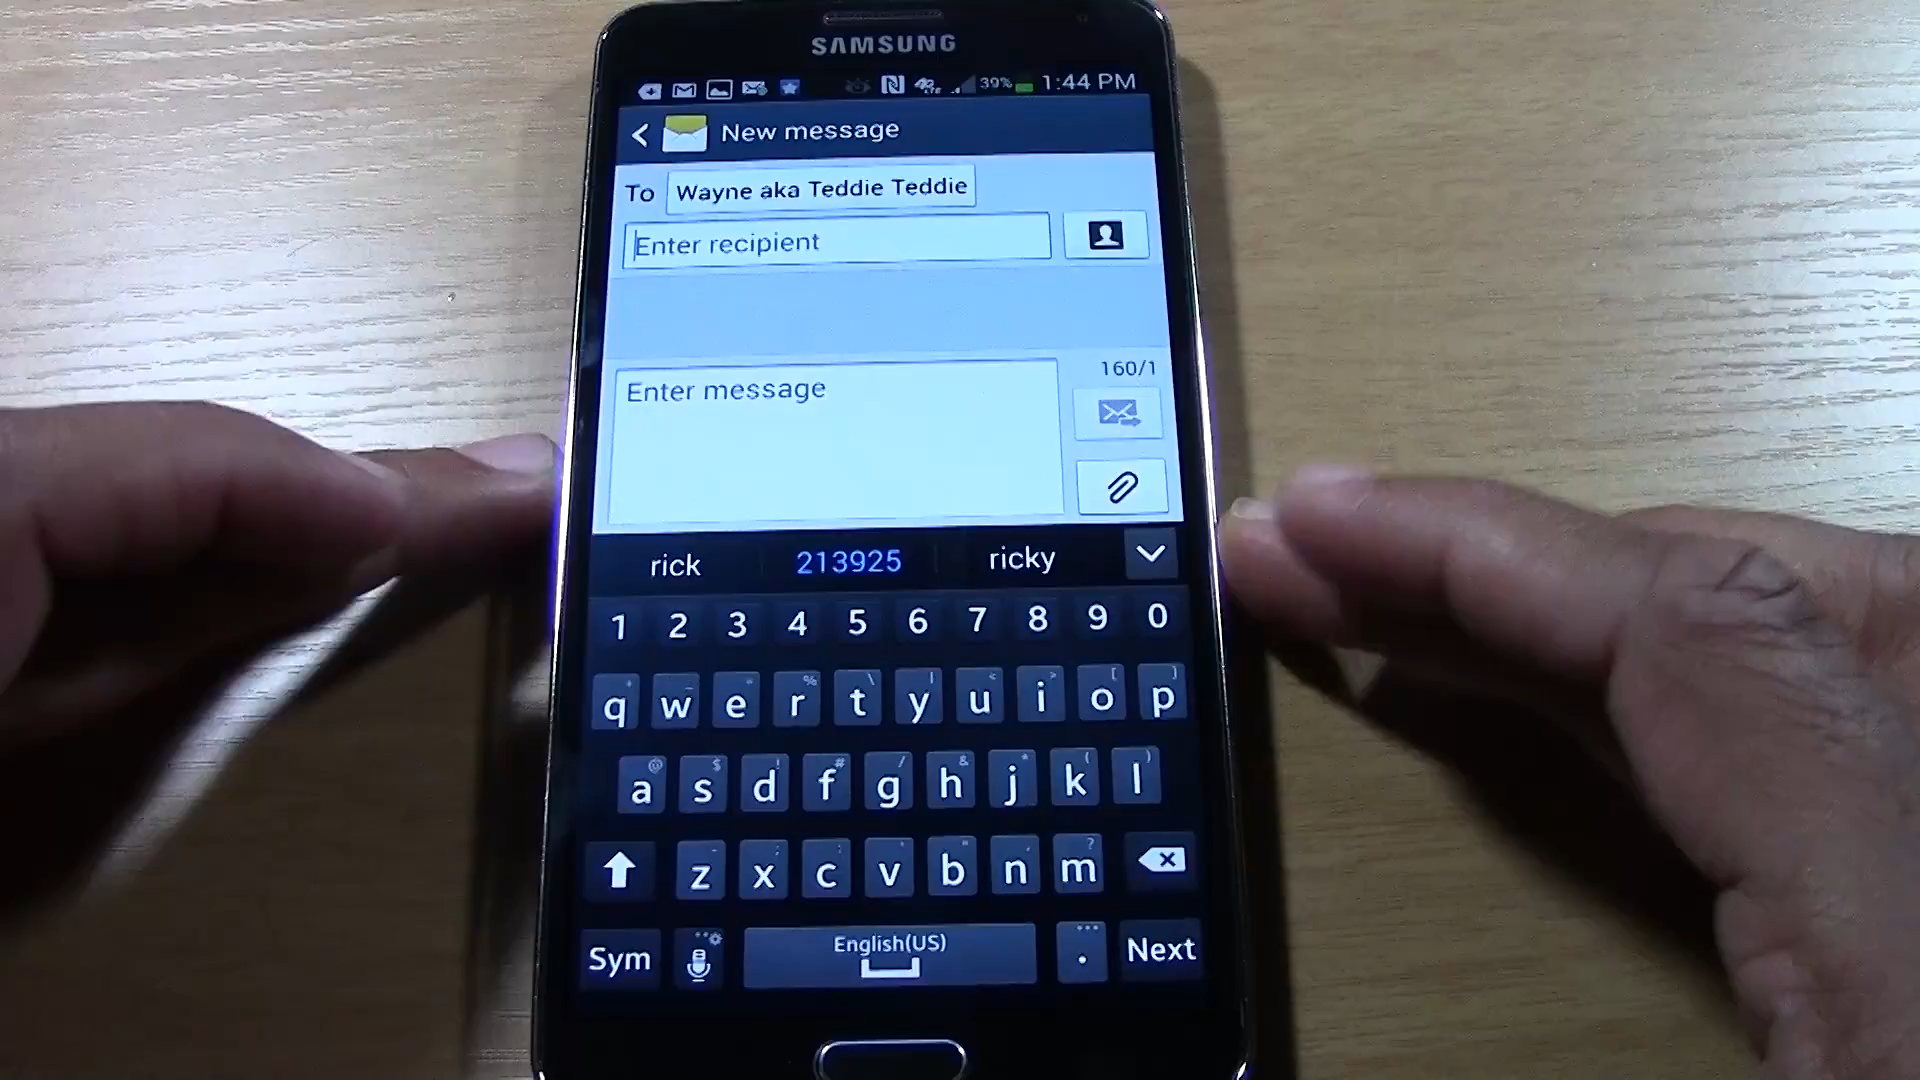 SAMSUNG
39% 1:44 PM
New message
To Wayne aka Teddie Teddie
Enter recipient
160/1
Enter message
rick 213925 ricky
1 2 3 4 5 6 7 8 9 0
q w e r t y u i o p
a s d f g h j k l
z x c v b n m
Sym English(US) . Next